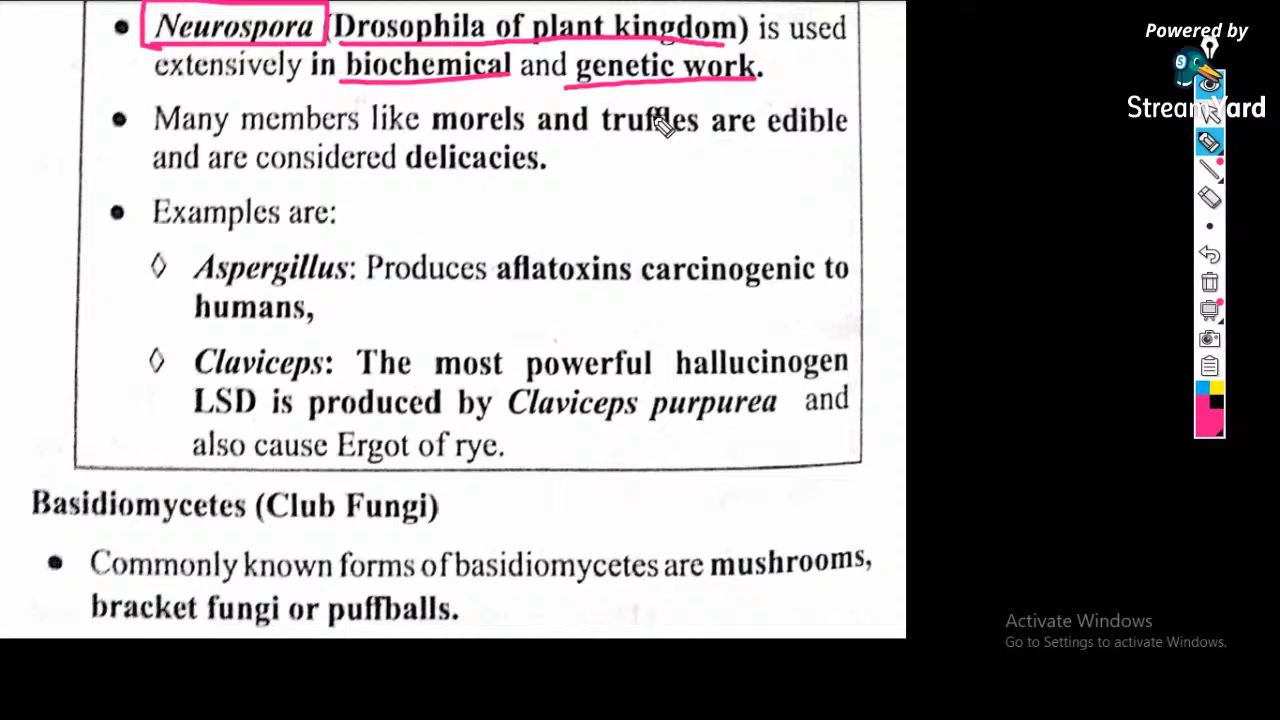 • Neurospora (Drosophila of plant kingdom) is used
extensively in biochemical and genetic work.
• Many members like morels and truffles are edible
and are considered delicacies.
• Examples are:
◊ Aspergillus: Produces aflatoxins carcinogenic to
humans,
◊ Claviceps: The most powerful hallucinogen
LSD is produced by Claviceps purpurea and
also cause Ergot of rye.
Basidiomycetes (Club Fungi)
• Commonly known forms of basidiomycetes are mushrooms,
bracket fungi or puffballs.
Powered by
StreamYard
Activate Windows
Go to Settings to activate Windows.